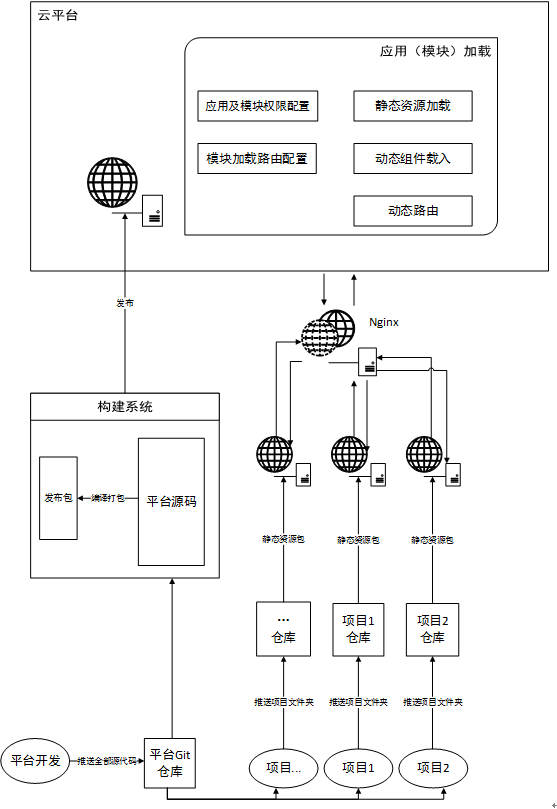 云平台
应用（模块）加载
应用及模块权限配置
静态资源加载
模块加载路由配置
动态组件载入
动态路由
发布
Nginx
构建系统
发布包
编译打包
平台源码
静态资源包
静态资源包
静态资源包
...
仓库
项目1
仓库
项目2
仓库
推送项目文件夹
推送项目文件夹
推送项目文件夹
平台开发
推送全部源代码
平台Git
仓库
项目...
项目1
项目2